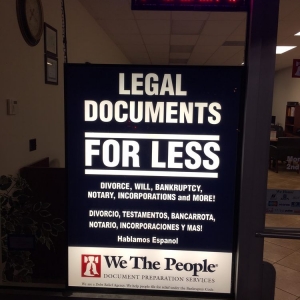 LEGAL
DOCUMENTS
FOR LESS
DIVORCE, WILL, BANKRUPTCY,
NOTARY, INCORPORATIONS and MORE!
DIVORCIO, TESTAMENTOS, BANCARROTA,
NOTARIO, INCORPORACIONES Y MAS!
Hablamos Espanol
We The People
DOCUMENT PREPARATION SERVICES